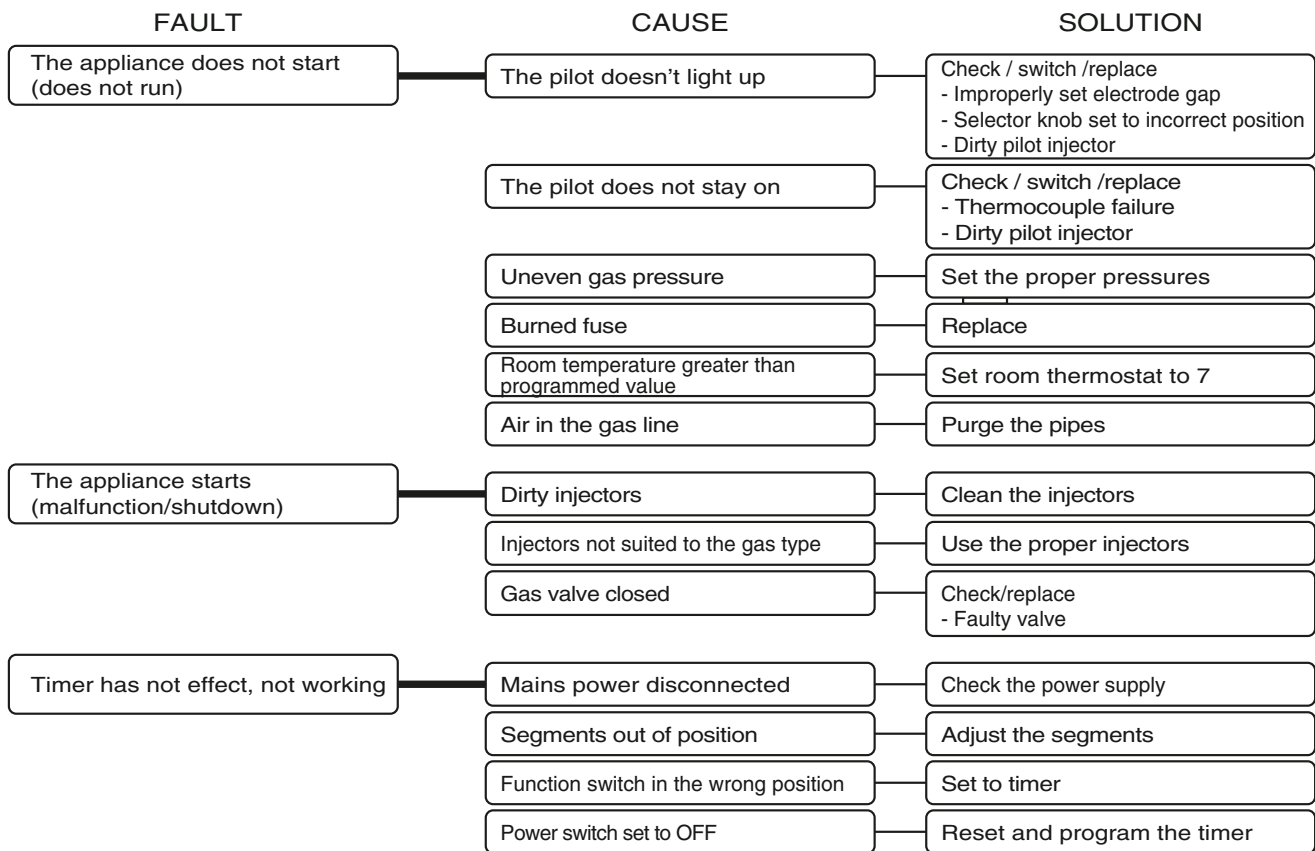 FAULT CAUSE SOLUTION
The appliance does not start
(does not run)
The pilot doesn’t light up
Check / switch /replace
- Improperly set electrode gap
- Selector knob set to incorrect position
- Dirty pilot injector
The pilot does not stay on
Check / switch /replace
- Thermocouple failure
- Dirty pilot injector
Uneven gas pressure
Set the proper pressures
Burned fuse
Replace
Room temperature greater than
programmed value
Set room thermostat to 7
Air in the gas line
Purge the pipes
The appliance starts
(malfunction/shutdown)
Dirty injectors
Clean the injectors
Injectors not suited to the gas type
Use the proper injectors
Gas valve closed
Check/replace
- Faulty valve
Timer has not effect, not working
Mains power disconnected
Check the power supply
Segments out of position
Adjust the segments
Function switch in the wrong position
Set to timer
Power switch set to OFF
Reset and program the timer